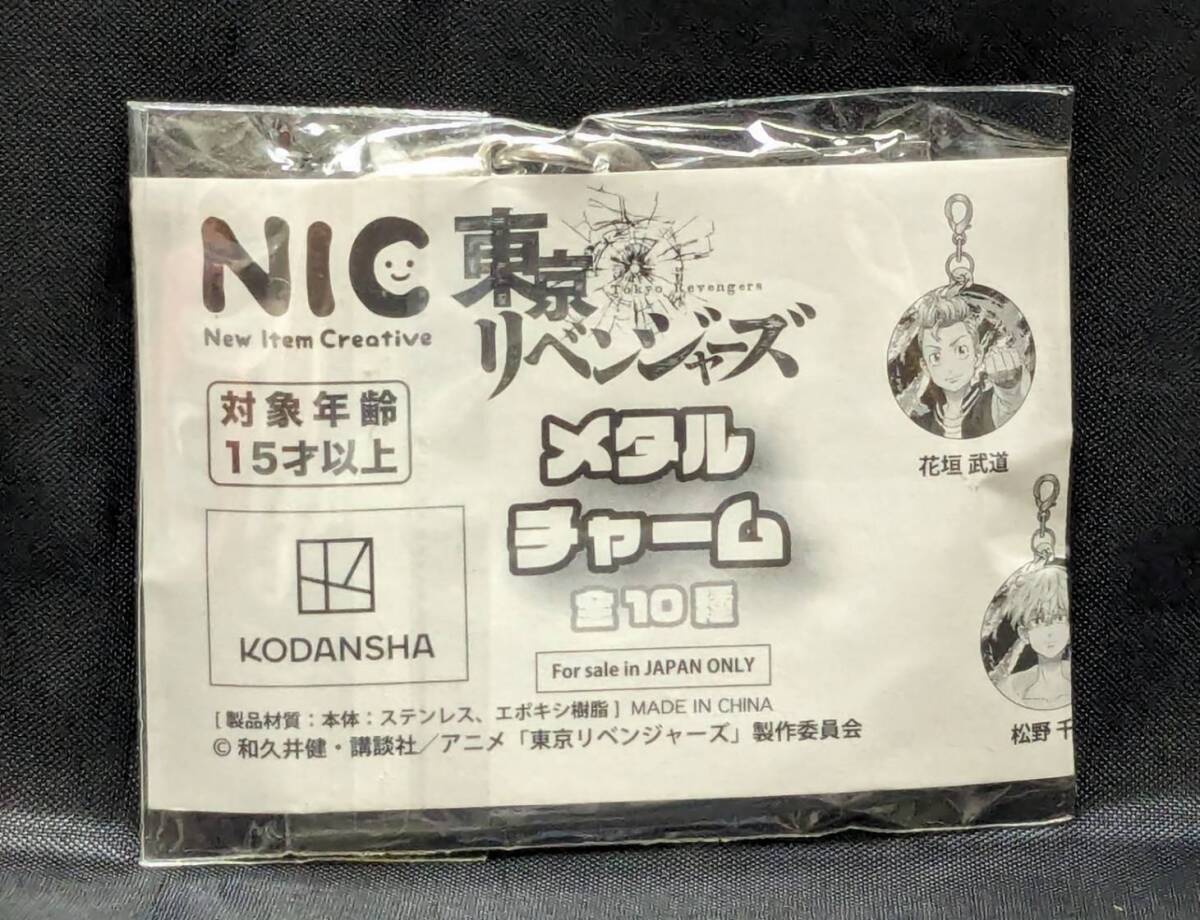 NIC
New Item Creative
東京
Tokyo Revengers
リベンジャーズ
対象年齢
15才以上
メタル
チャーム
全10種
KODANSHA
For sale in JAPAN ONLY
[製品材質：本体：ステンレス、エポキシ樹脂] MADE IN CHINA
©和久井健・講談社／アニメ「東京リベンジャーズ」製作委員会
花垣 武道
松野 千